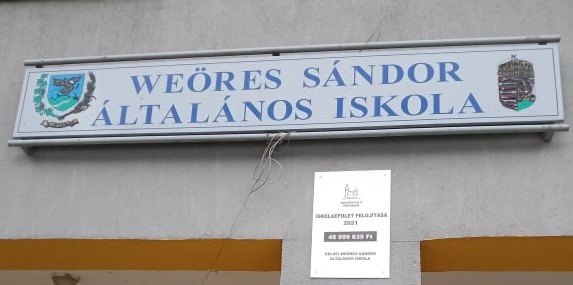 WEÖRES SÁNDOR
ÁLTALÁNOS ISKOLA
ISKOLAÉPÜLET FELÚJÍTÁSA
2021
49 999 635 Ft
WEÖRES SÁNDOR
ÁLTALÁNOS ISKOLA